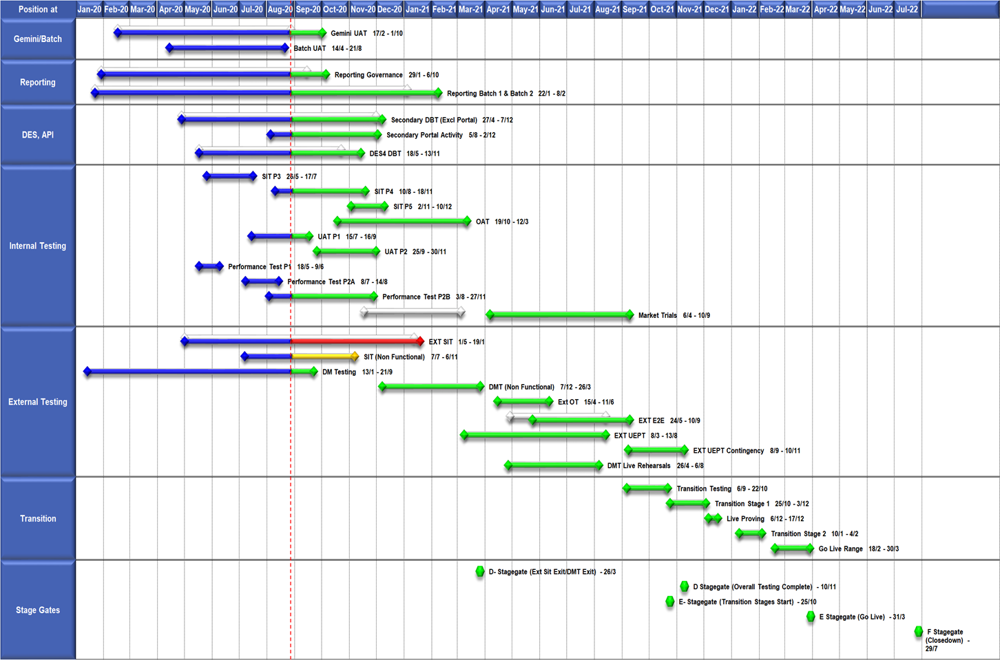 Position at Jan-20 Feb-20 Mar-20 Apr-20 May-20 Jun-20 Jul-20 Aug-20 Sep-20 Oct-20 Nov-20 Dec-20 Jan-21 Feb-21 Mar-21 Apr-21 May-21 Jun-21 Jul-21 Aug-21 Sep-21 Oct-21 Nov-21 Dec-21 Jan-22 Feb-22 Mar-22 Apr-22 May-22 Jun-22 Jul-22
Gemini/Batch
Gemini UAT 17/2 - 1/10
Batch UAT 14/4 - 21/8
Reporting
Reporting Governance 29/1 - 6/10
Reporting Batch 1 & Batch 2 22/1 - 8/2
DES, API
Secondary DBT (Excl Portal) 27/4 - 7/12
Secondary Portal Activity 5/8 - 2/12
DES4 DBT 18/5 - 13/11
Internal Testing
SIT P3 26/5 - 17/7
SIT P4 10/8 - 18/11
SIT P5 2/11 - 10/12
OAT 19/10 - 12/3
UAT P1 15/7 - 16/9
UAT P2 25/9 - 30/11
Performance Test P1 18/5 - 9/6
Performance Test P2A 8/7 - 14/8
Performance Test P2B 3/8 - 27/11
Market Trials 6/4 - 10/9
External Testing
EXT SIT 1/5 - 19/1
SIT (Non Functional) 7/7 - 6/11
DM Testing 13/1 - 21/9
DMT (Non Functional) 7/12 - 26/3
Ext OT 15/4 - 11/6
EXT E2E 24/5 - 10/9
EXT UEPT 8/3 - 13/8
EXT UEPT Contingency 8/9 - 10/11
DMT Live Rehearsals 26/4 - 6/8
Transition
Transition Testing 6/9 - 22/10
Transition Stage 1 25/10 - 3/12
Live Proving 6/12 - 17/12
Transition Stage 2 10/1 - 4/2
Go Live Range 18/2 - 30/3
Stage Gates
D- Stagegate (Ext Sit Exit/DMT Exit) - 26/3
D Stagegate (Overall Testing Complete) - 10/11
E- Stagegate (Transition Stages Start) - 25/10
E Stagegate (Go Live) - 31/3
F Stagegate
(Closedown) -
29/7